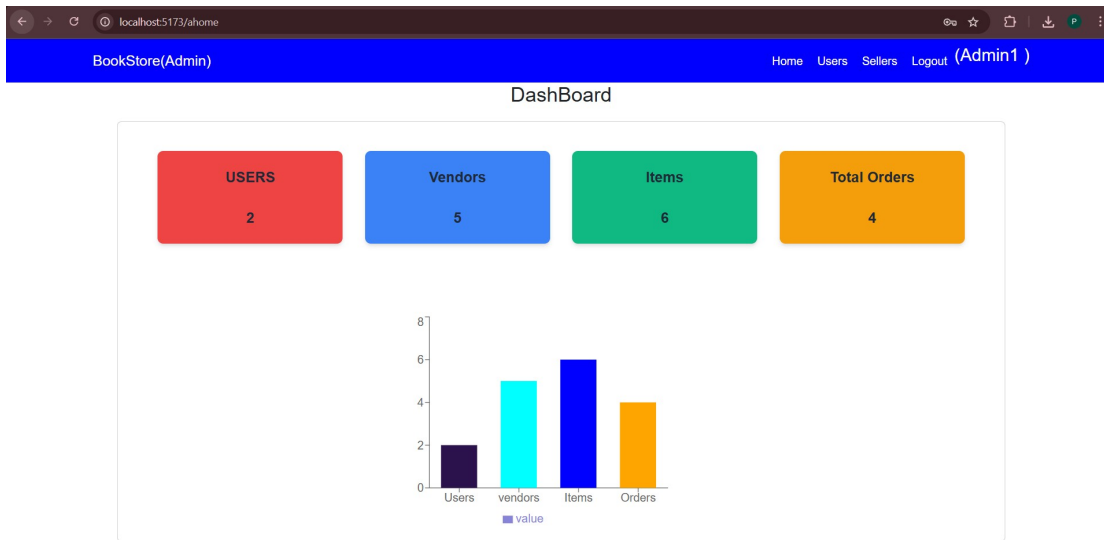 localhost:5173/ahome
P
BookStore(Admin)
Home Users Sellers Logout (Admin1 )
DashBoard
USERS Vendors Items Total Orders
2 5 6 4
8
6
4
2
0
Users vendors Items Orders
value